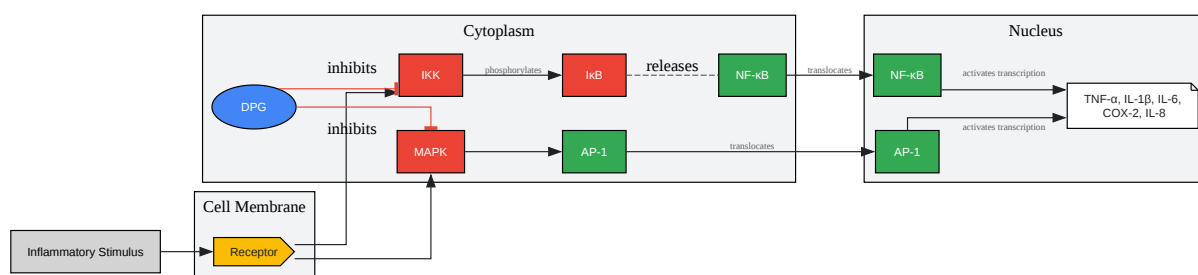 Cytoplasm
Nucleus
inhibits
IKK
phosphorylates
IκB
releases
NF-κB
translocates
NF-κB
activates transcription
DPG
TNF-α, IL-1β, IL-6,
COX-2, IL-8
inhibits
activates transcription
MAPK
AP-1
translocates
AP-1
Cell Membrane
Inflammatory Stimulus
Receptor